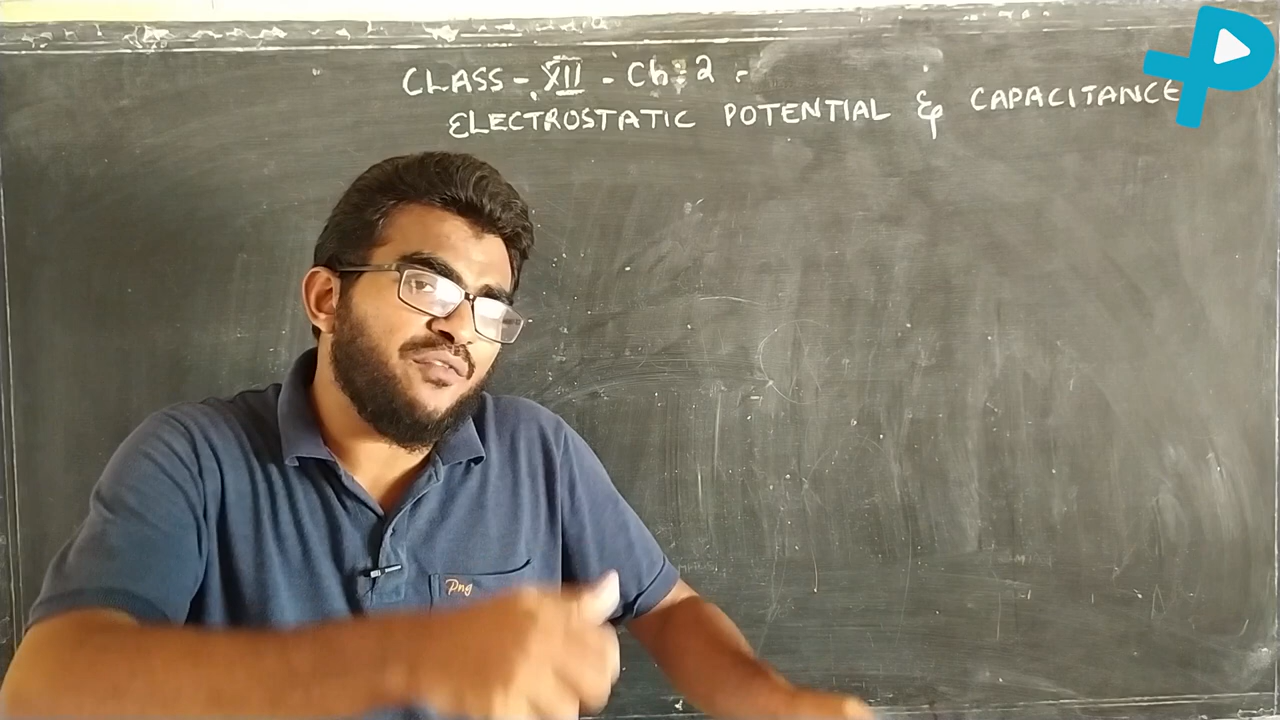 CLASS - XII - Ch: 2 -
ELECTROSTATIC POTENTIAL & CAPACITANCE
Png